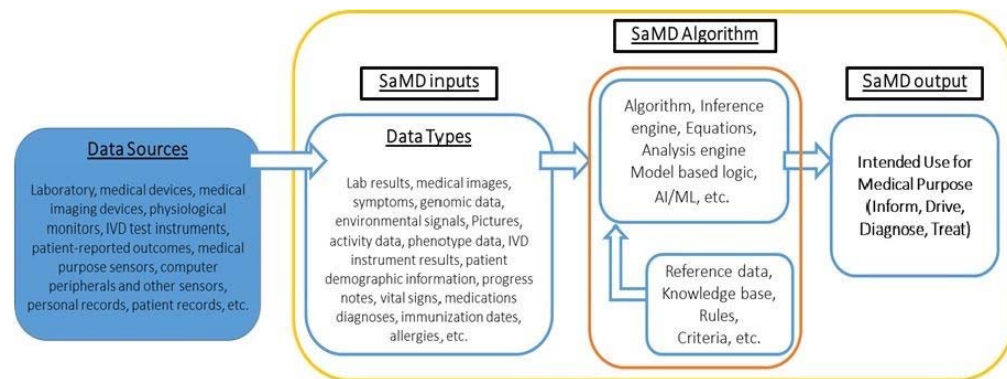 Data Sources
Laboratory, medical devices, medical
imaging devices, physiological
monitors, IVD test instruments,
patient-reported outcomes, medical
purpose sensors, computer
peripherals and other sensors,
personal records, patient records, etc.
SaMD inputs
Data Types
Lab results, medical images,
symptoms, genomic data,
environmental signals, Pictures,
activity data, phenotype data, IVD
instrument results, patient
demographic information, progress
notes, vital signs, medications
diagnoses, immunization dates,
allergies, etc.
SaMD Algorithm
Algorithm, Inference
engine, Equations,
Analysis engine
Model based logic,
AI/ML, etc.
Reference data,
Knowledge base,
Rules,
Criteria, etc.
SaMD output
Intended Use for
Medical Purpose
(Inform, Drive,
Diagnose, Treat)